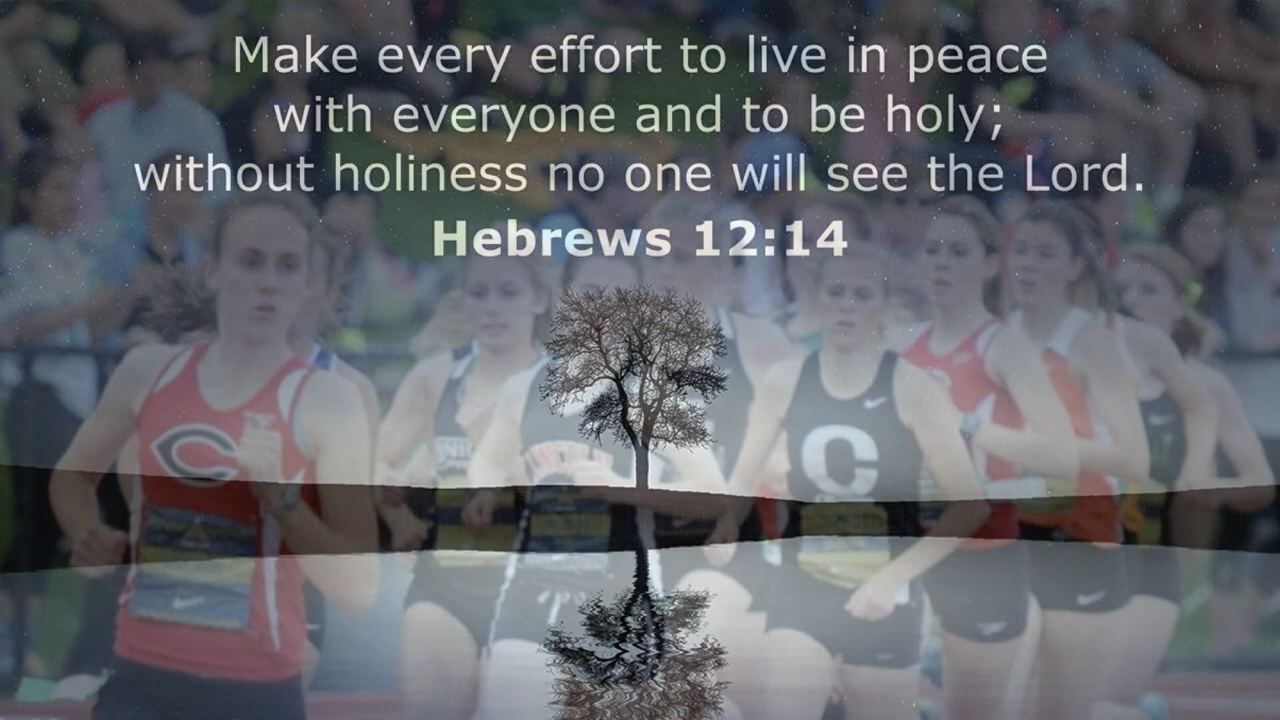 Make every effort to live in peace
with everyone and to be holy;
without holiness no one will see the Lord.
Hebrews 12:14
C
C